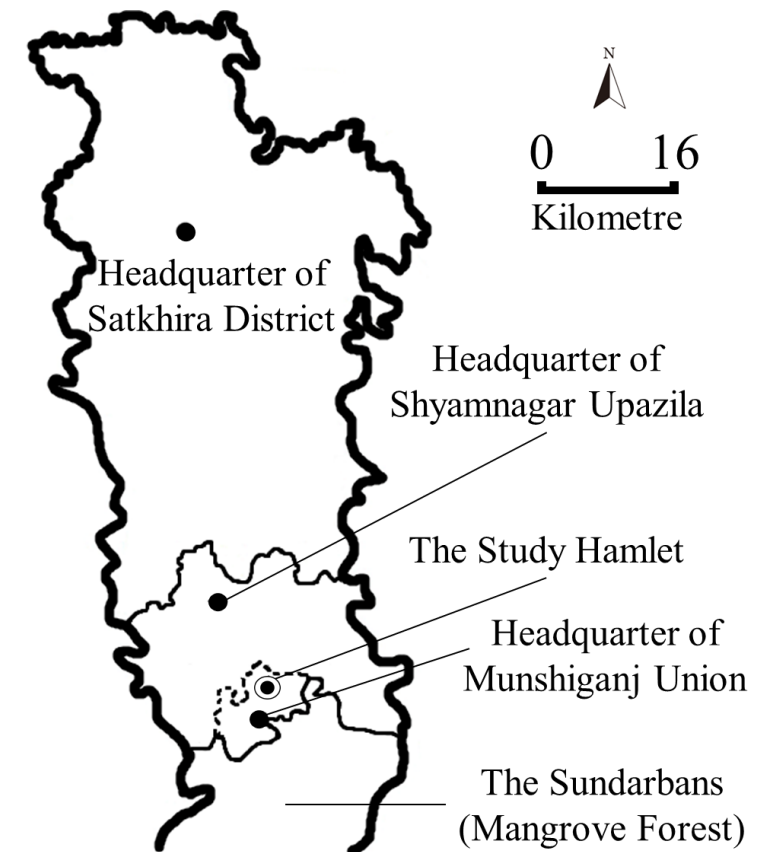 N
0 16
Kilometre
Headquarter of
Satkhira District
Headquarter of
Shyamnagar Upazila
The Study Hamlet
Headquarter of
Munshiganj Union
The Sundarbans
(Mangrove Forest)